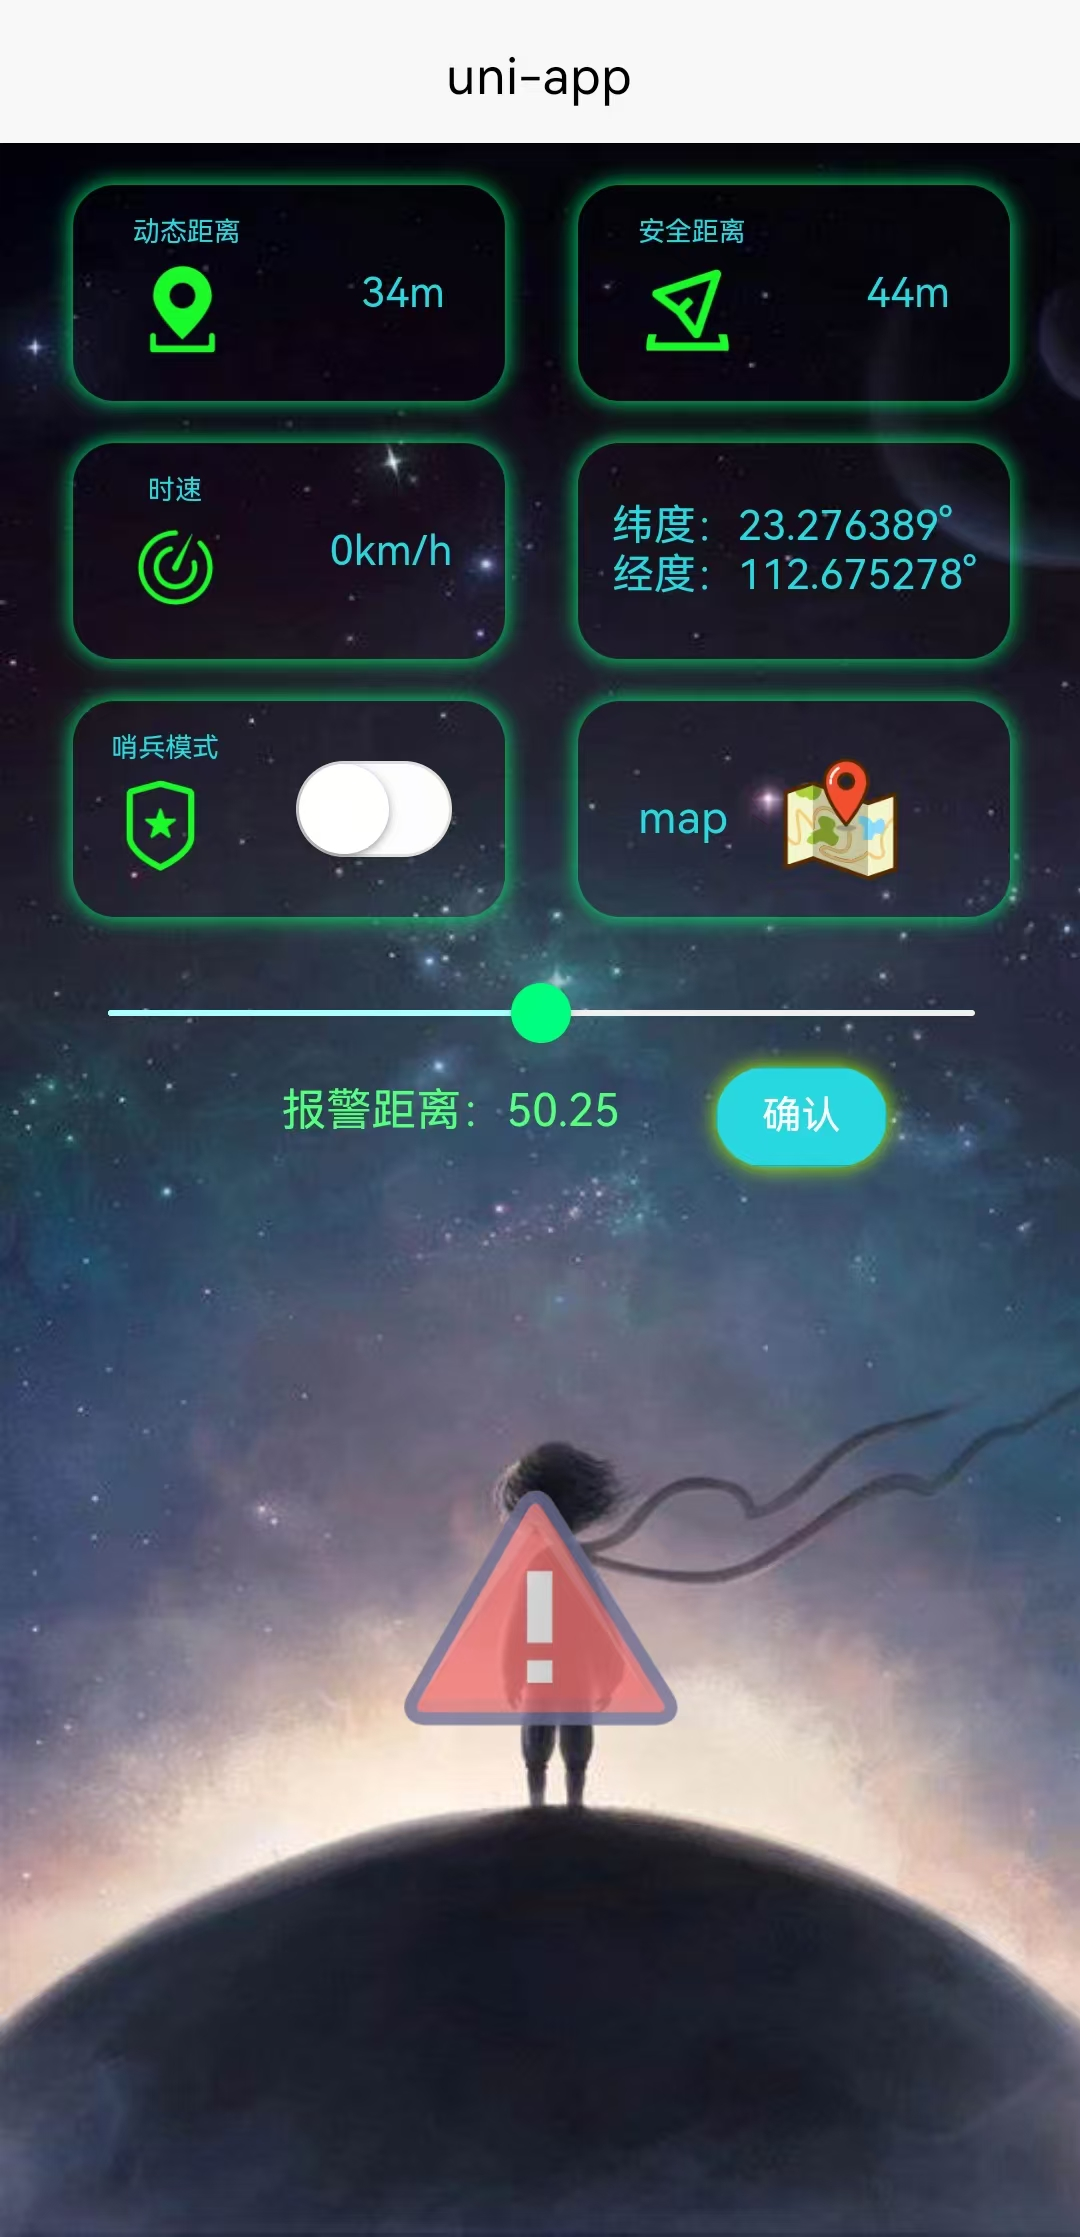 uni-app
动态距离
34m
安全距离
44m
时速
0km/h
纬度：23.276389°
经度：112.675278°
哨兵模式
map
报警距离：50.25
确认